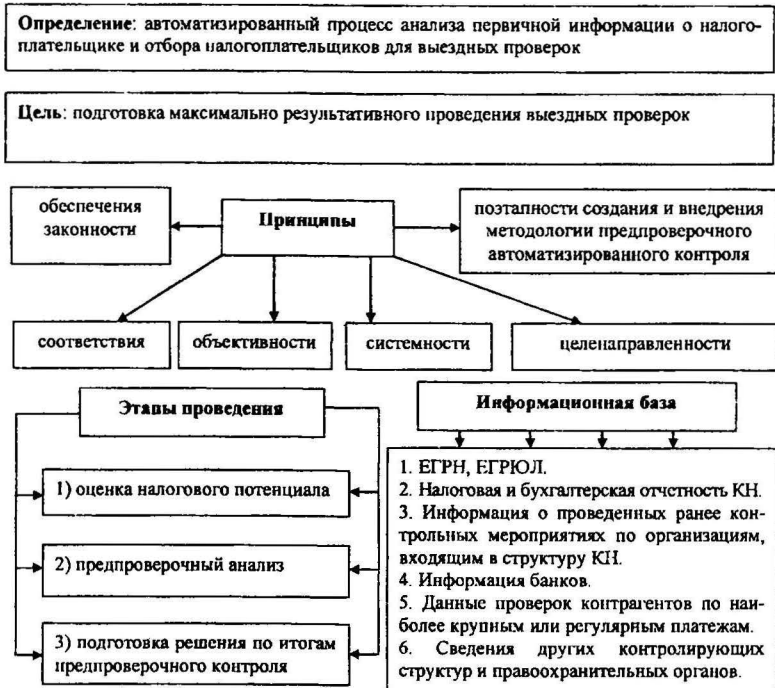 Определение: автоматизированный процесс анализа первичной информации о налого-
плательщике и отбора налогоплательщиков для выездных проверок
Цель: подготовка максимально результативного проведения выездных проверок
обеспечения
законности
Принципы
поэтапности создания и внедрения
методологии предпроверочного
автоматизированного контроля
соответствия
объективности
системности
целенаправленности
Этапы проведения
1) оценка налогового потенциала
2) предпроверочный анализ
3) подготовка решения по итогам
предпроверочного контроля
Информационная база
1. ЕГРН, ЕГРЮЛ.
2. Налоговая и бухгалтерская отчетность КН.
3. Информация о проведенных ранее кон-
трольных мероприятиях по организациям,
входящим в структуру КН.
4. Информация банков.
5. Данные проверок контрагентов по наи-
более крупным или регулярным платежам.
6. Сведения других контролирующих
структур и правоохранительных органов.